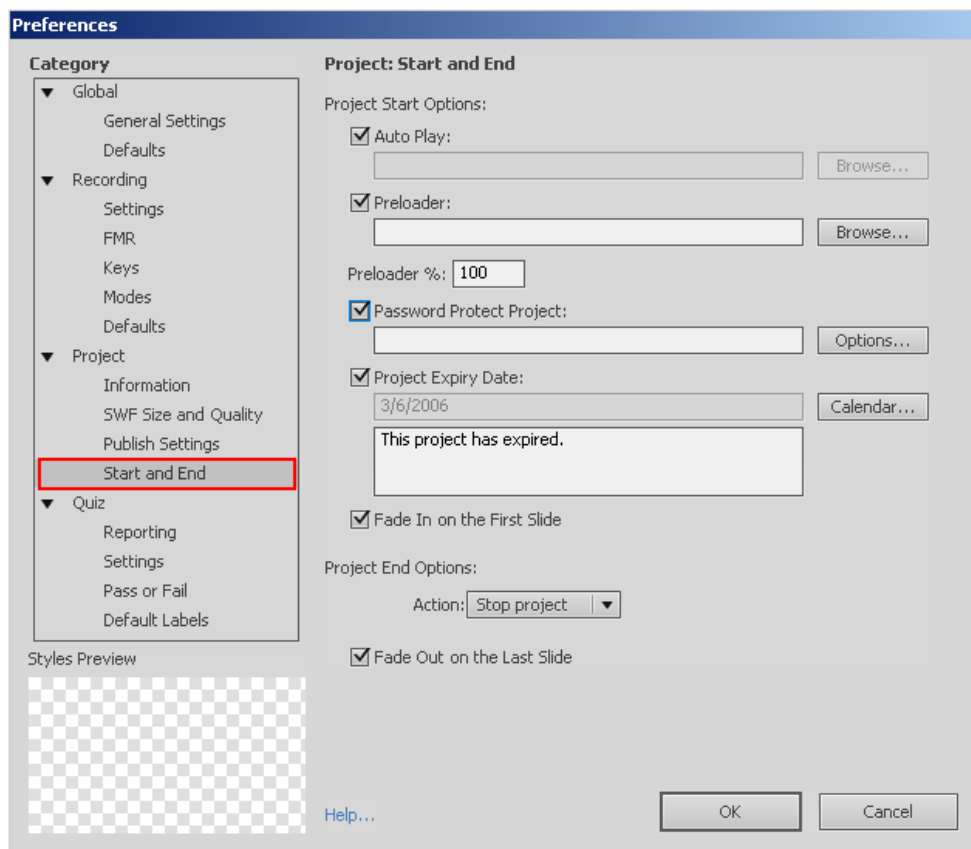 Preferences
Category
Global
General Settings
Defaults
Recording
Settings
FMR
Keys
Modes
Defaults
Project
Information
SWF Size and Quality
Publish Settings
Start and End
Quiz
Reporting
Settings
Pass or Fail
Default Labels
Styles Preview
Project: Start and End
Project Start Options:
Auto Play:
Browse...
Preloader:
Browse...
Preloader %: 100
Password Protect Project:
Options...
Project Expiry Date:
3/6/2006 Calendar...
This project has expired.
Fade In on the First Slide
Project End Options:
Action: Stop project
Fade Out on the Last Slide
Help... OK Cancel